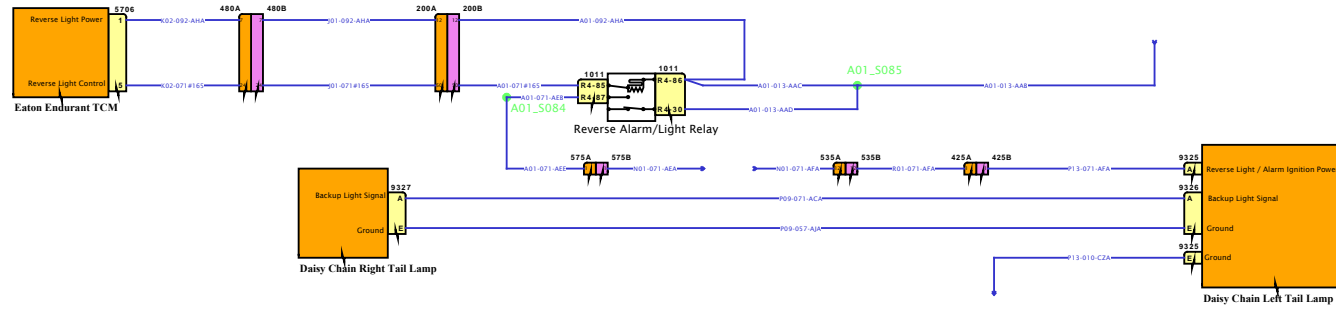 5706
480A 480B
200A 200B
Reverse Light Power
1
K02-092-AHA
J01-092-AHA
12 12
A01-092-AHA
Reverse Light Control
5
K02-071#165
J01-071#165
A01-071#165
A01-071-AEB
A01_S084
1011 1011
R4-85
R4-87
R4-86
R4-30
A01-013-AAC
A01-013-AAD
A01_S085
A01-013-AAB
Eaton Endurant TCM
Reverse Alarm/Light Relay
A01-071-AEE
575A 575B
N01-071-AEA
N01-071-AFA
535A 535B
R01-071-AFA
425A 425B
P13-071-AFA
9325
A
Reverse Light / Alarm Ignition Power
9327
Backup Light Signal
A
P09-071-ACA
9326
A
Backup Light Signal
Ground
E
P09-057-AJA
E
Ground
9325
E
Ground
P13-010-CZA
Daisy Chain Right Tail Lamp
Daisy Chain Left Tail Lamp